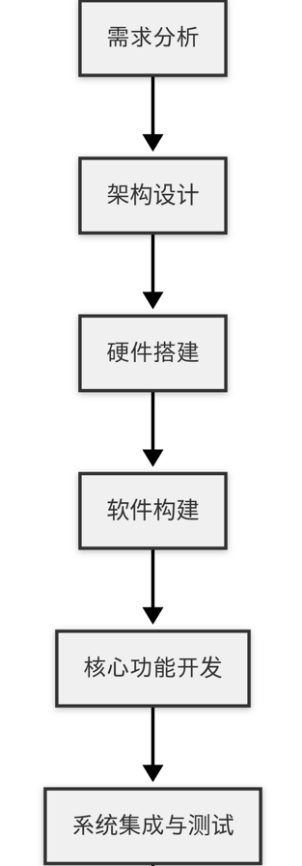 需求分析
架构设计
硬件搭建
软件构建
核心功能开发
系统集成与测试